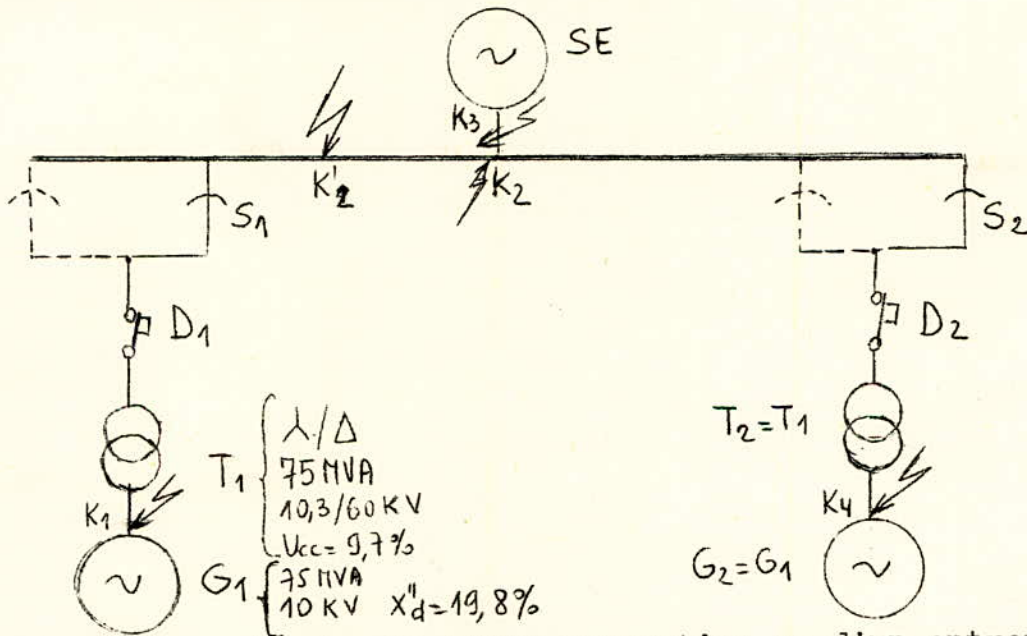 ~ SE
K3
K'2
K2
S1
S2
D1
D2
T1
⅄/Δ
75 MVA
10,3/60 KV
Ucc= 9,7%
T2=T1
K1
K4
~ G1
75 MVA
10 KV X"d=19,8%
G2=G1 ~